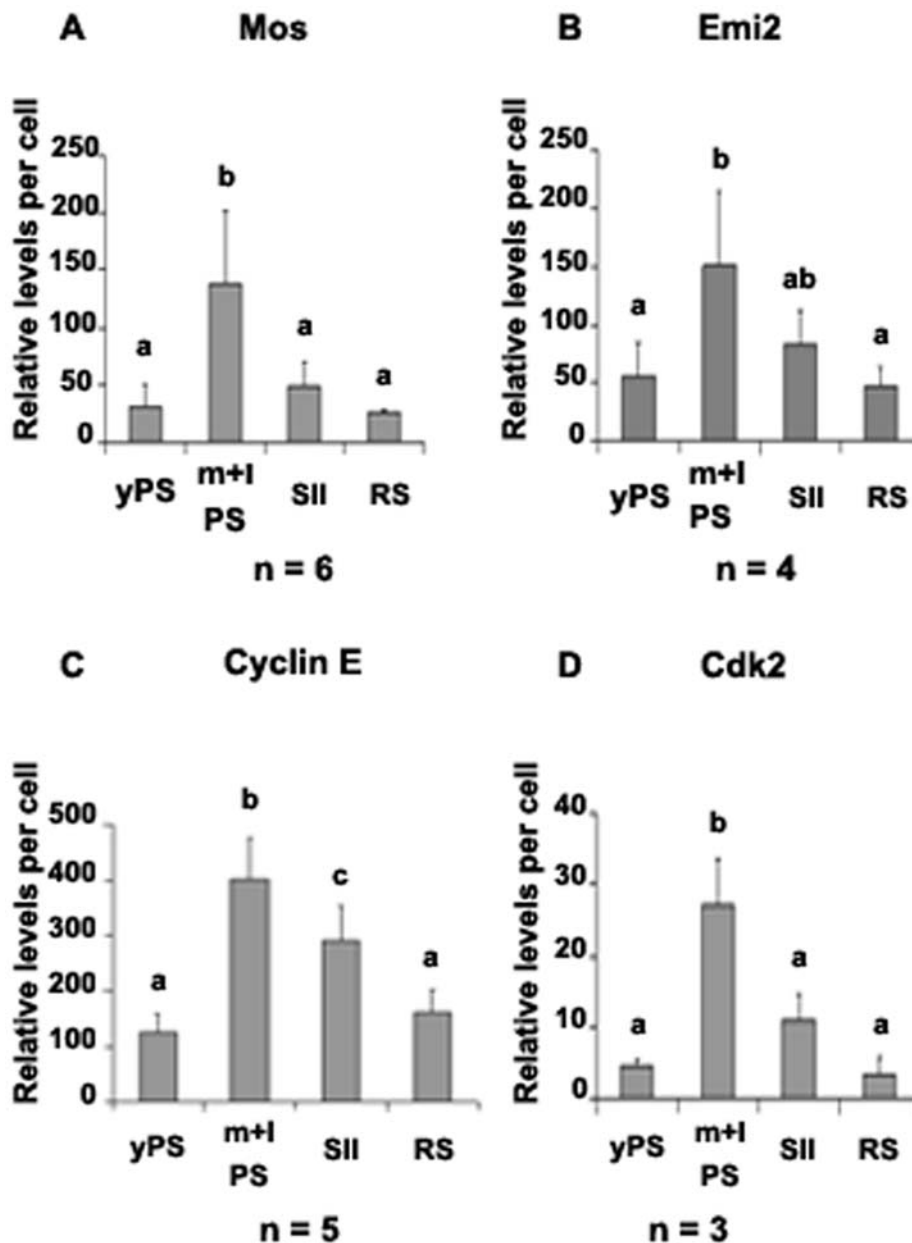 A Mos
Relative levels per cell
250
200
150
100
50
0
a
b
a
a
yPS
m+l
PS
SII
RS
n = 6
B Emi2
Relative levels per cell
250
200
150
100
50
0
a
b
ab
a
yPS
m+l
PS
SII
RS
n = 4
C Cyclin E
Relative levels per cell
500
400
300
200
100
0
a
b
c
a
yPS
m+l
PS
SII
RS
n = 5
D Cdk2
Relative levels per cell
40
30
20
10
0
a
b
a
a
yPS
m+l
PS
SII
RS
n = 3